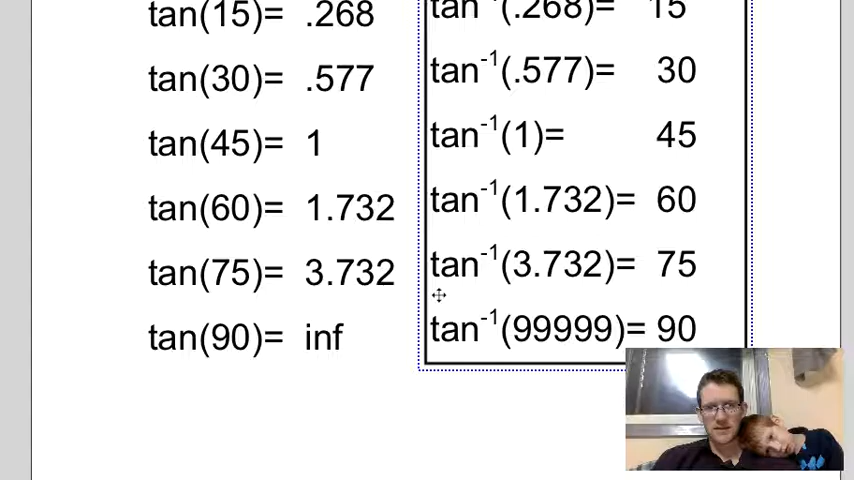 tan(15)= .268
tan⁻¹(.268)= 15
tan(30)= .577
tan⁻¹(.577)= 30
tan(45)= 1
tan⁻¹(1)= 45
tan(60)= 1.732
tan⁻¹(1.732)= 60
tan(75)= 3.732
tan⁻¹(3.732)= 75
tan(90)= inf
tan⁻¹(99999)= 90